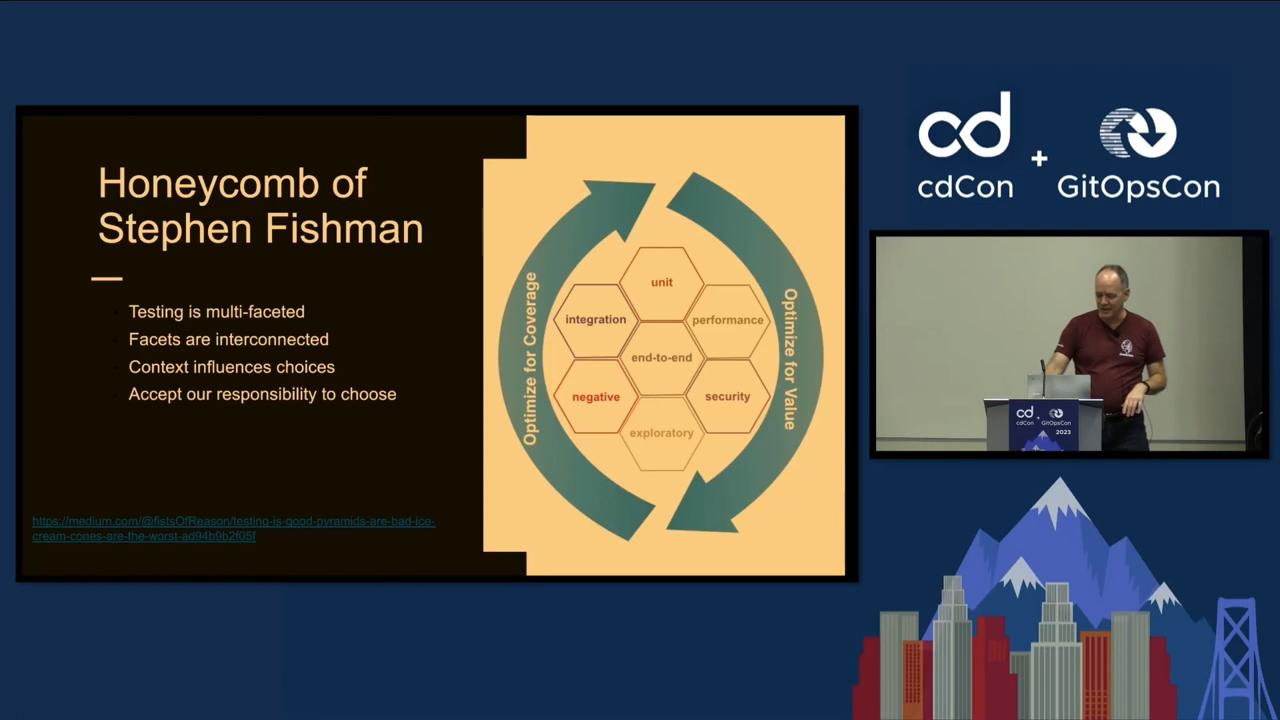 Honeycomb of
Stephen Fishman
Testing is multi-faceted
Facets are interconnected
Context influences choices
Accept our responsibility to choose
https://medium.com/@fistsOfReason/testing-is-good-pyramids-are-bad-ice-
cream-cones-are-the-worst-ad94b9b2f05f
Optimize for Coverage
unit
integration
performance
end-to-end
negative
security
exploratory
Optimize for Value
cd
cdCon
+
GitOpsCon
cd
cdCon
+
GitOpsCon
2023